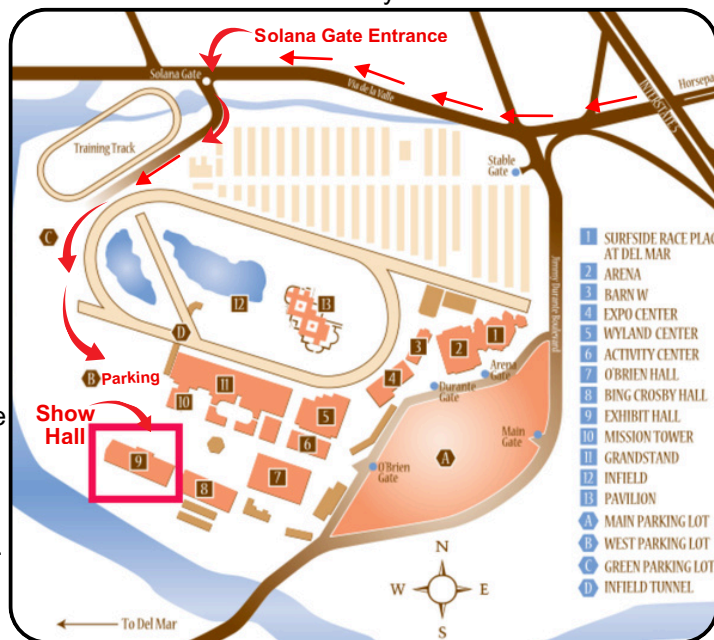 Solana Gate Entrance
Solana Gate
Via de la Valle
INTERSTATE 5
Training Track
Stable
Gate
Jimmy Durante Boulevard
C
12
13
D
B
Parking
Show
Hall
11
10
9
8
7
6
5
4
3
2
1
Arena
Gate
Durante
Gate
Main
Gate
O'Brien
Gate
A
1 SURFSIDE RACE
AT DEL MAR
2 ARENA
3 BARN W
4 EXPO CENTER
5 WYLAND CENTER
6 ACTIVITY CENTER
7 O'BRIEN HALL
8 BING CROSBY HALL
9 EXHIBIT HALL
10 MISSION TOWER
11 GRANDSTAND
12 INFIELD
13 PAVILION
A MAIN PARKING LOT
B WEST PARKING LOT
C GREEN PARKING LOT
D INFIELD TUNNEL
N
W E
S
To Del Mar